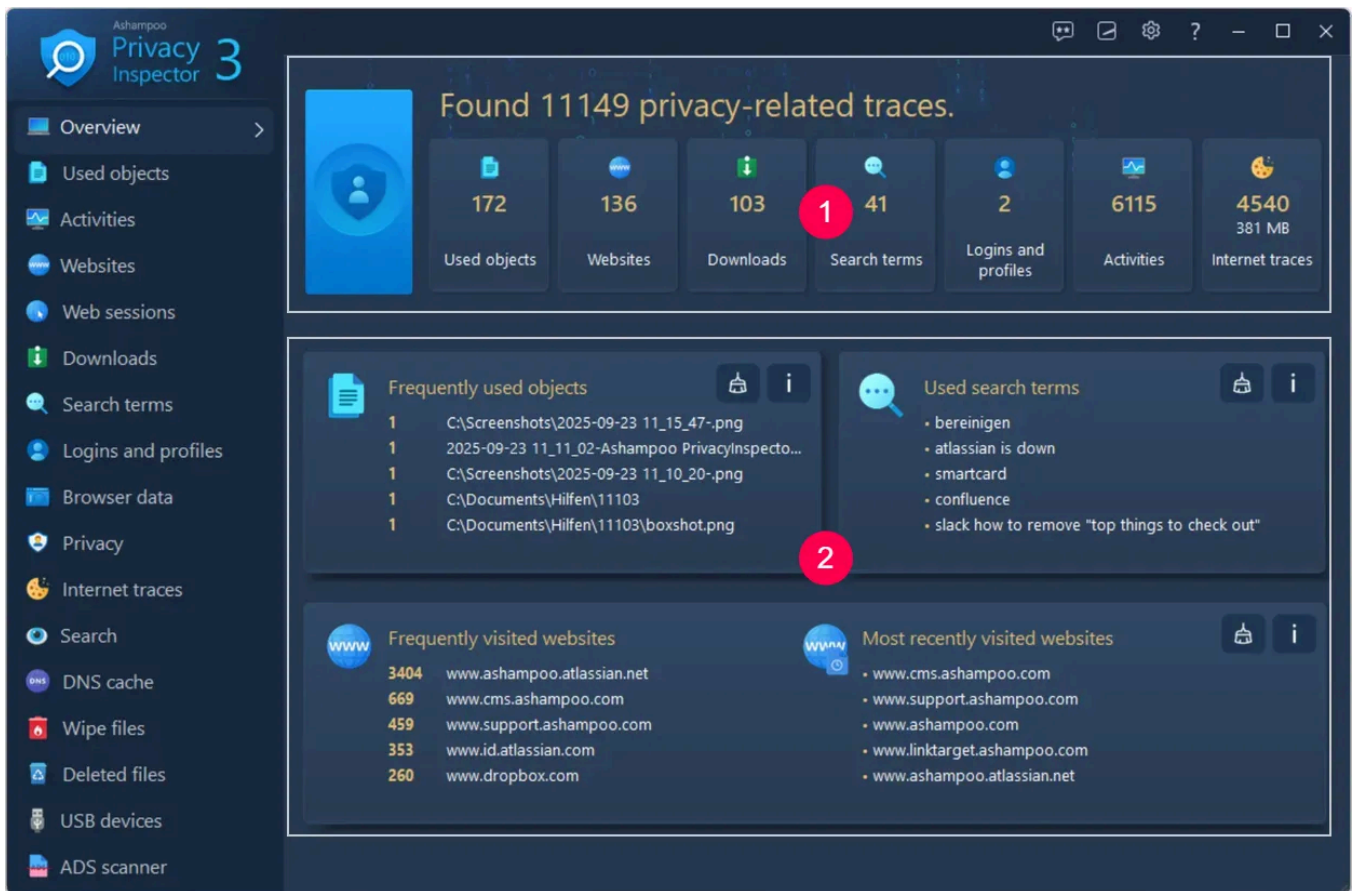 Ashampoo
Privacy
Inspector 3
Overview
Used objects
Activities
Websites
Web sessions
Downloads
Search terms
Logins and profiles
Browser data
Privacy
Internet traces
Search
DNS cache
Wipe files
Deleted files
USB devices
ADS scanner
?
Found 11149 privacy-related traces.
172
Used objects
www
136
Websites
103
Downloads
1
41
Search terms
2
Logins and
profiles
6115
Activities
4540
381 MB
Internet traces
Frequently used objects
i
1 C:\Screenshots\2025-09-23 11_15_47-.png
1 2025-09-23 11_11_02-Ashampoo PrivacyInspecto...
1 C:\Screenshots\2025-09-23 11_10_20-.png
1 C:\Documents\Hilfen\11103
1 C:\Documents\Hilfen\11103\boxshot.png
Used search terms
i
• bereinigen
• atlassian is down
• smartcard
• confluence
• slack how to remove "top things to check out"
2
www
Frequently visited websites
3404 www.ashampoo.atlassian.net
669 www.cms.ashampoo.com
459 www.support.ashampoo.com
353 www.id.atlassian.com
260 www.dropbox.com
www
Most recently visited websites
i
• www.cms.ashampoo.com
• www.support.ashampoo.com
• www.ashampoo.com
• www.linktarget.ashampoo.com
• www.ashampoo.atlassian.net